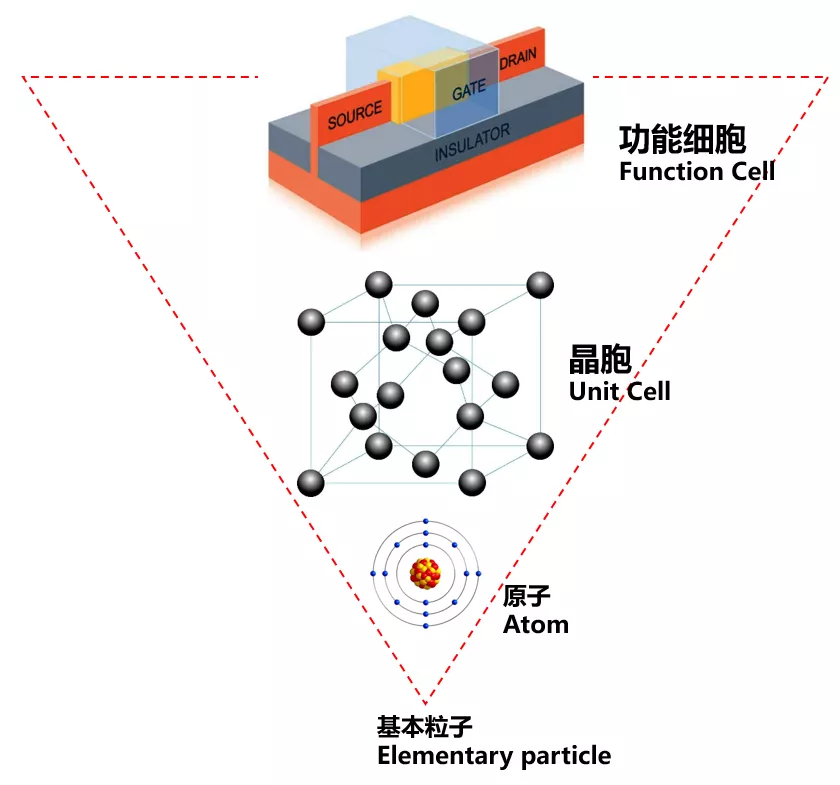 DRAIN
GATE
SOURCE
INSULATOR
功能细胞
Function Cell
晶胞
Unit Cell
原子
Atom
基本粒子
Elementary particle